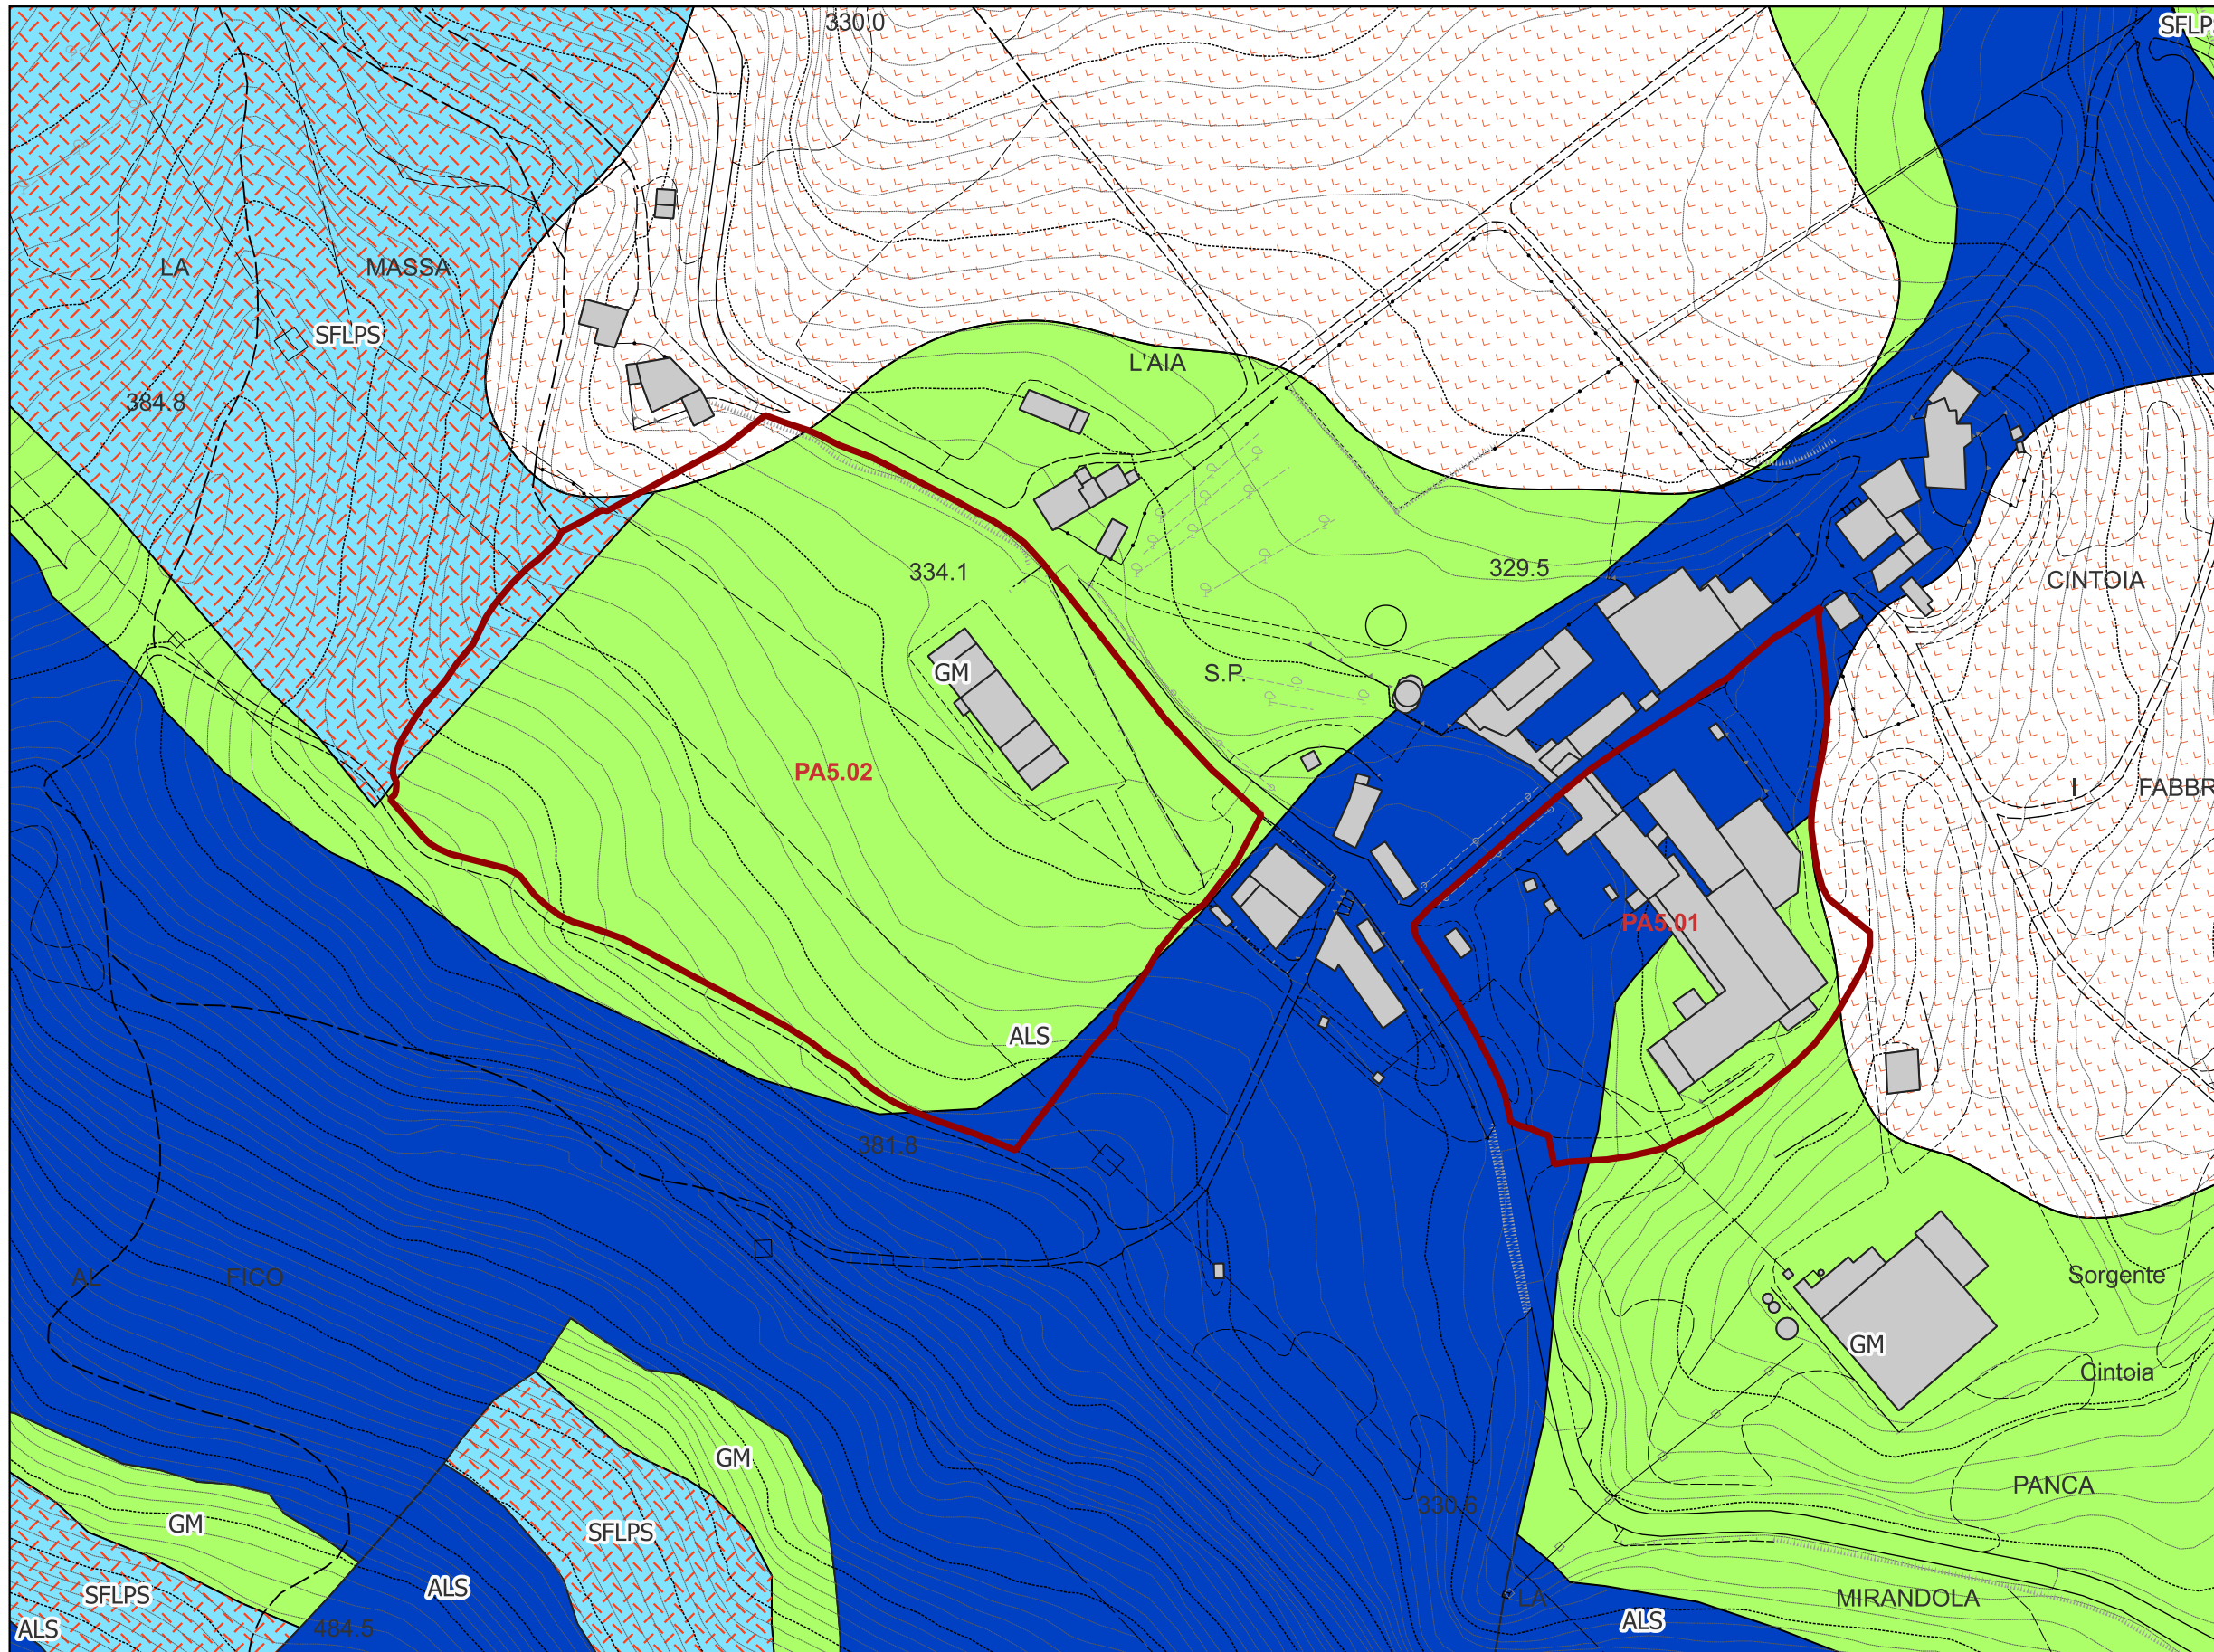 330.0
SFLP
LA MASSA
SFLPS
L'AIA
384.8
334.1
329.5
CINTOIA
GM
S.P.
PA5.02
I FABBR
PA5.01
ALS
381.8
AL FICO
Sorgente
GM
Cintoia
GM
PANCA
330.6
GM
SFLPS
SFLPS
ALS
LA MIRANDOLA
ALS
484.5
ALS